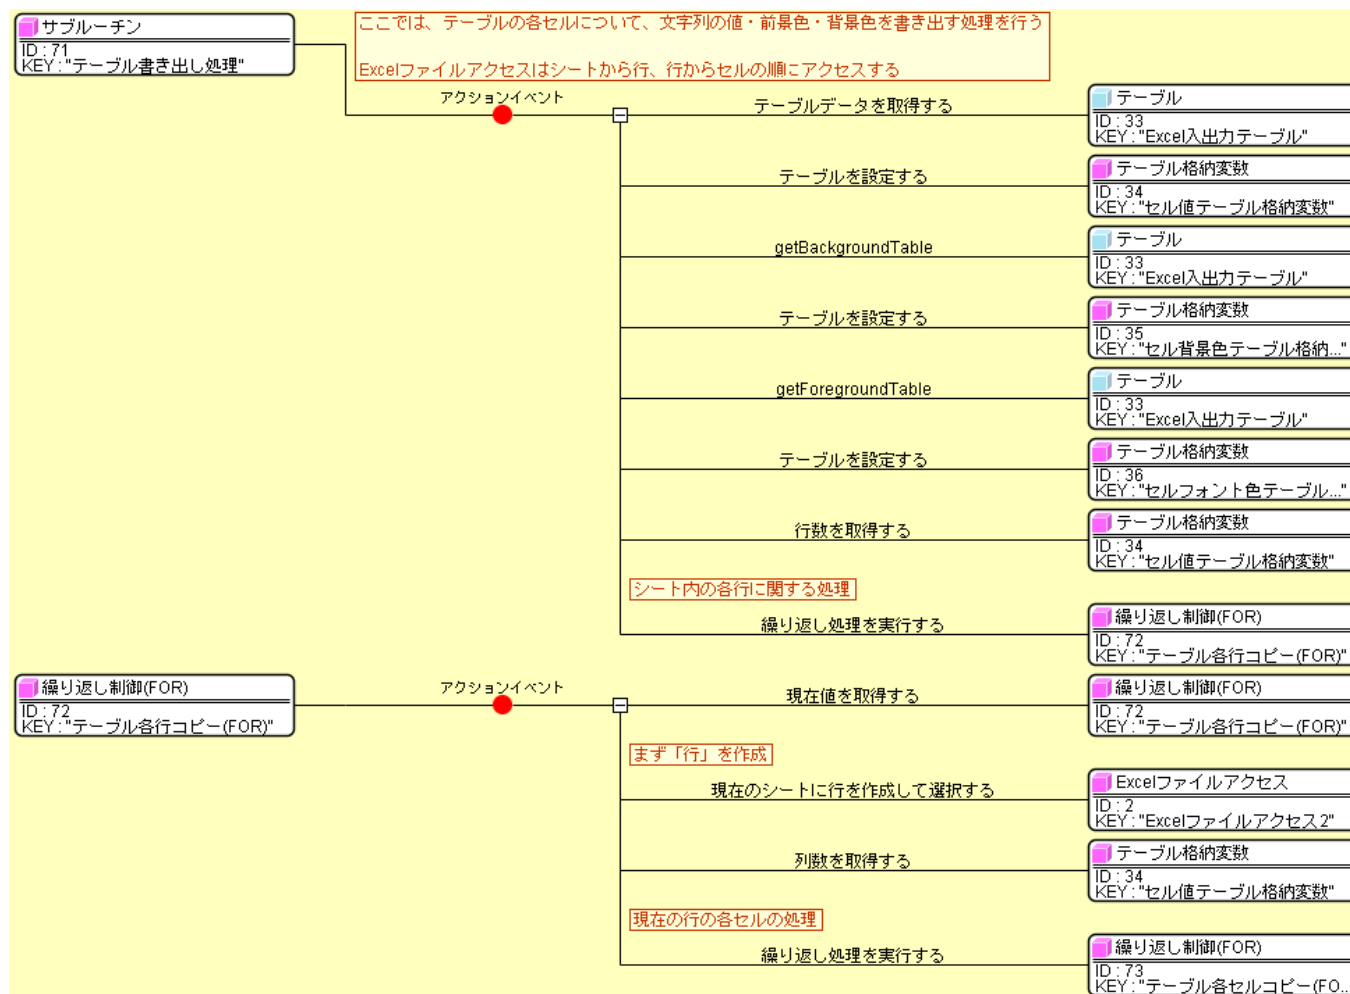 サブルーチン
ID : 71
KEY : "テーブル書き出し処理"
ここでは、テーブルの各セルについて、文字列の値・前景色・背景色を書き出す処理を行う
Excelファイルアクセスはシートから行、行からセルの順にアクセスする
アクションイベント
テーブルデータを取得する
テーブル
ID : 33
KEY : "Excel入出力テーブル"
テーブルを設定する
テーブル格納変数
ID : 34
KEY : "セル値テーブル格納変数"
getBackgroundTable
テーブル
ID : 33
KEY : "Excel入出力テーブル"
テーブルを設定する
テーブル格納変数
ID : 35
KEY : "セル背景色テーブル格納..."
getForegroundTable
テーブル
ID : 33
KEY : "Excel入出力テーブル"
テーブルを設定する
テーブル格納変数
ID : 36
KEY : "セルフォント色テーブル..."
行数を取得する
テーブル格納変数
ID : 34
KEY : "セル値テーブル格納変数"
シート内の各行に関する処理
繰り返し処理を実行する
繰り返し制御(FOR)
ID : 72
KEY : "テーブル各行コピー(FOR)"
繰り返し制御(FOR)
ID : 72
KEY : "テーブル各行コピー(FOR)"
アクションイベント
現在値を取得する
繰り返し制御(FOR)
ID : 72
KEY : "テーブル各行コピー(FOR)"
まず「行」を作成
現在のシートに行を作成して選択する
Excelファイルアクセス
ID : 2
KEY : "Excelファイルアクセス2"
列数を取得する
テーブル格納変数
ID : 34
KEY : "セル値テーブル格納変数"
現在の行の各セルの処理
繰り返し処理を実行する
繰り返し制御(FOR)
ID : 73
KEY : "テーブル各セルコピー(FO...